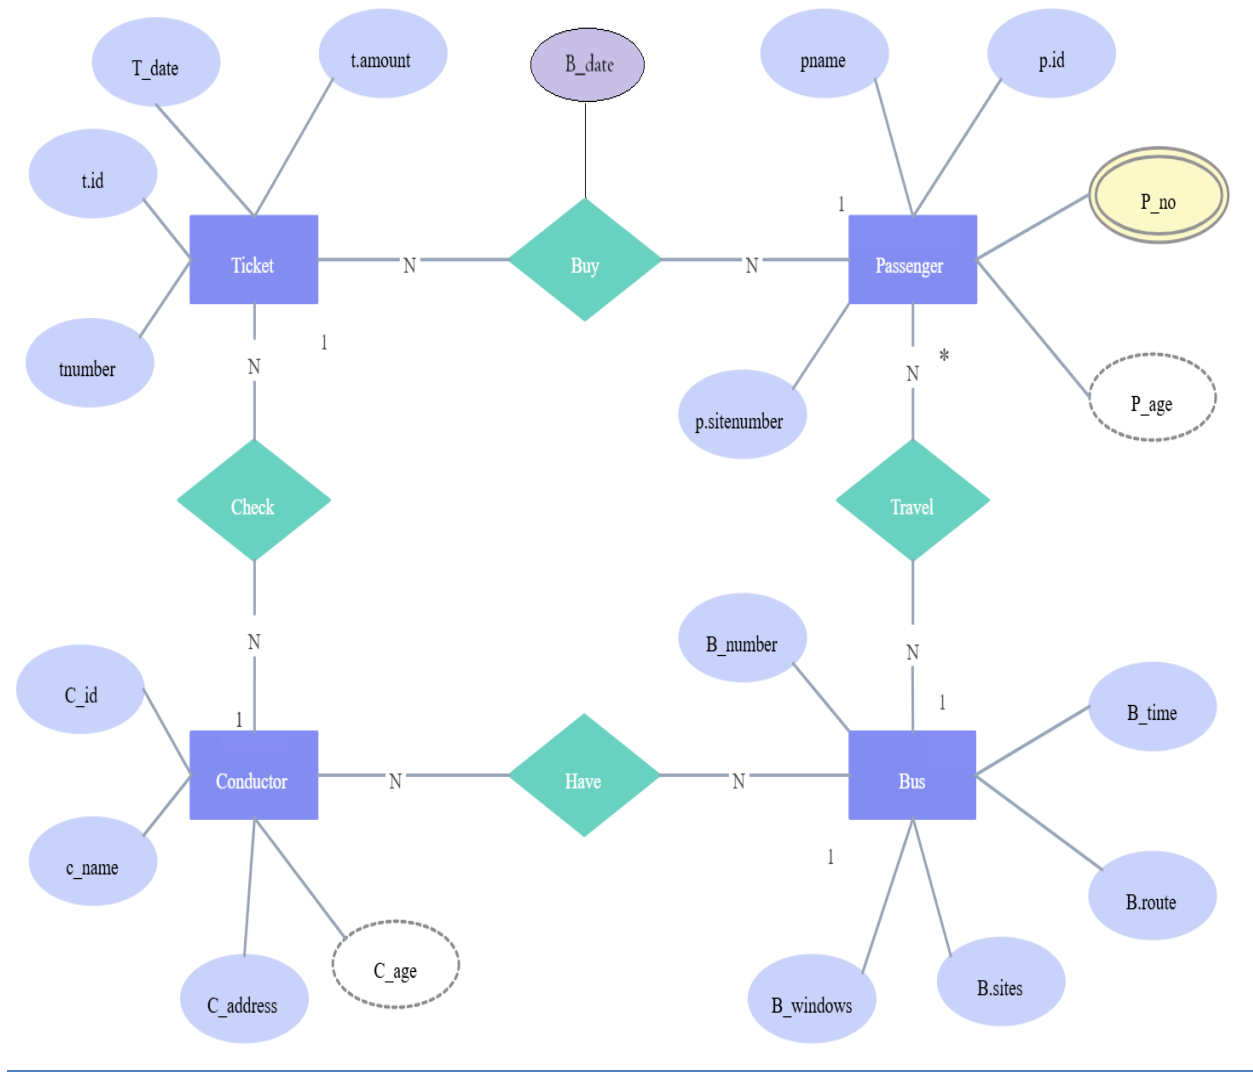 T_date
t.amount
B_date
pname
p.id
t.id
P_no
1
Ticket
N
Buy
N
Passenger
1
N
*
N
tnumber
P_age
p.sitenumber
Check
Travel
N
B_number
N
C_id
1
1
B_time
Conductor
N
Have
N
Bus
1
c_name
B.route
C_age
C_address
B_windows
B.sites